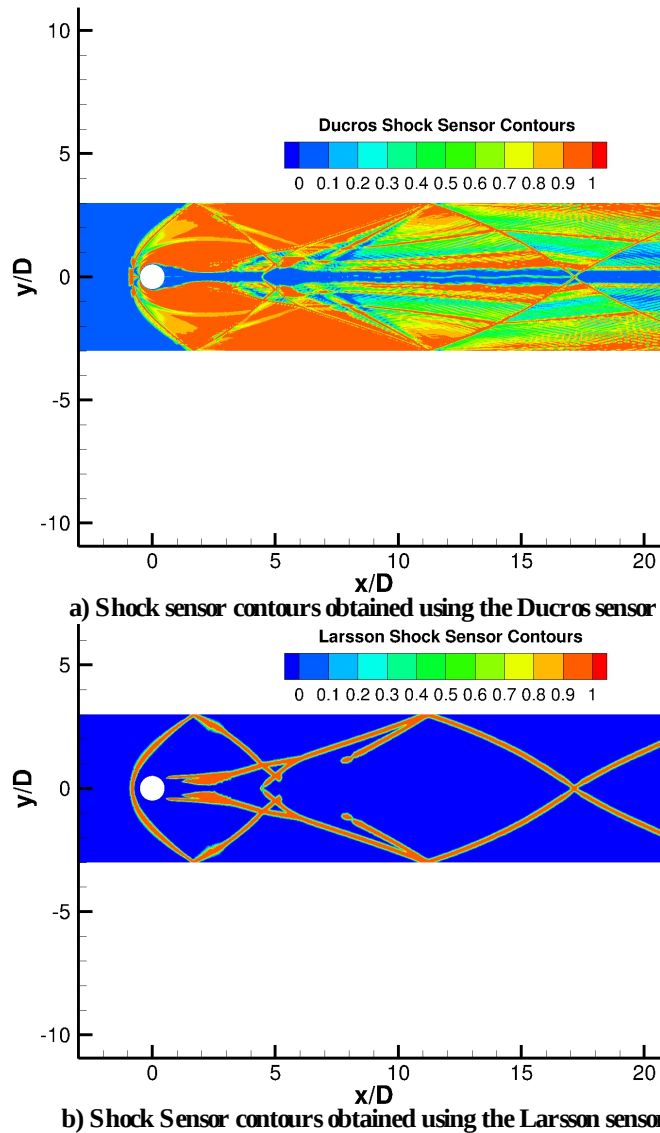 10
Ducros Shock Sensor Contours
5
0 0.1 0.2 0.3 0.4 0.5 0.6 0.7 0.8 0.9 1
y/D
0
-5
-10
0 5 10 15 20
x/D
a) Shock sensor contours obtained using the Ducros sensor
Larsson Shock Sensor Contours
5
0 0.1 0.2 0.3 0.4 0.5 0.6 0.7 0.8 0.9 1
y/D
0
-5
-10
0 5 10 15 20
x/D
b) Shock Sensor contours obtained using the Larsson sensor